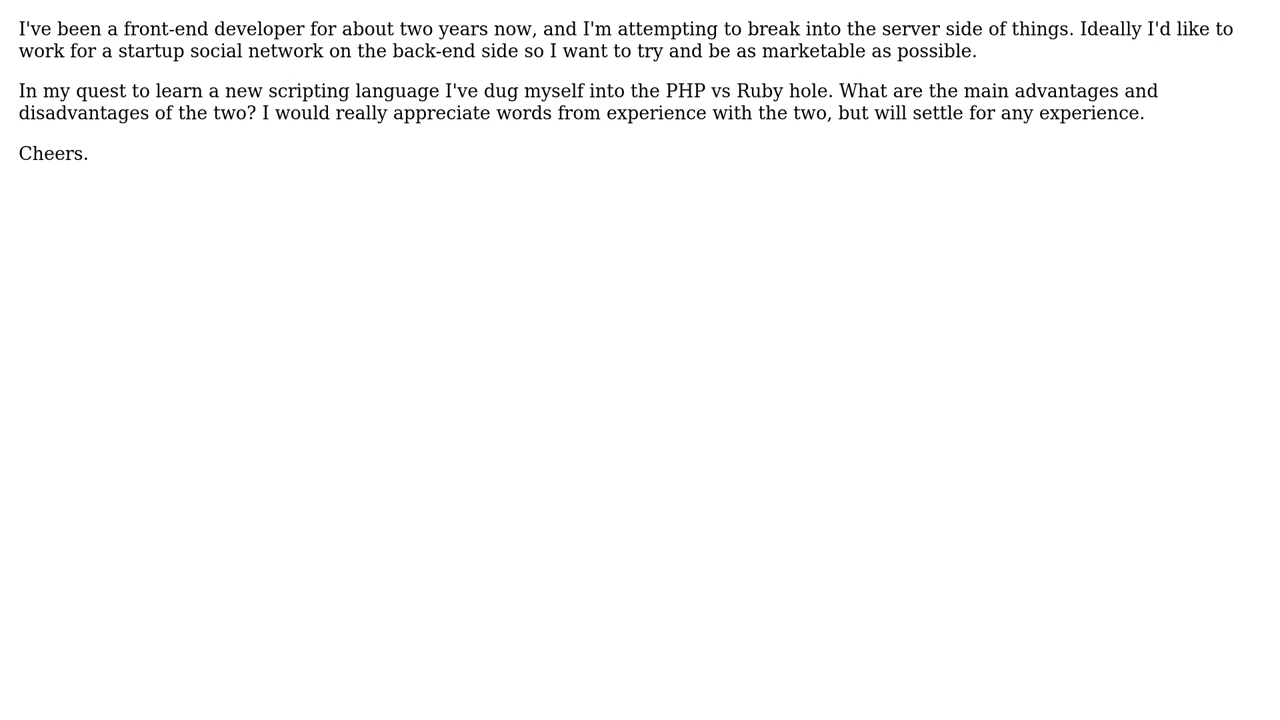 I've been a front-end developer for about two years now, and I'm attempting to break into the server side of things. Ideally I'd like to
work for a startup social network on the back-end side so I want to try and be as marketable as possible.
In my quest to learn a new scripting language I've dug myself into the PHP vs Ruby hole. What are the main advantages and
disadvantages of the two? I would really appreciate words from experience with the two, but will settle for any experience.
Cheers.